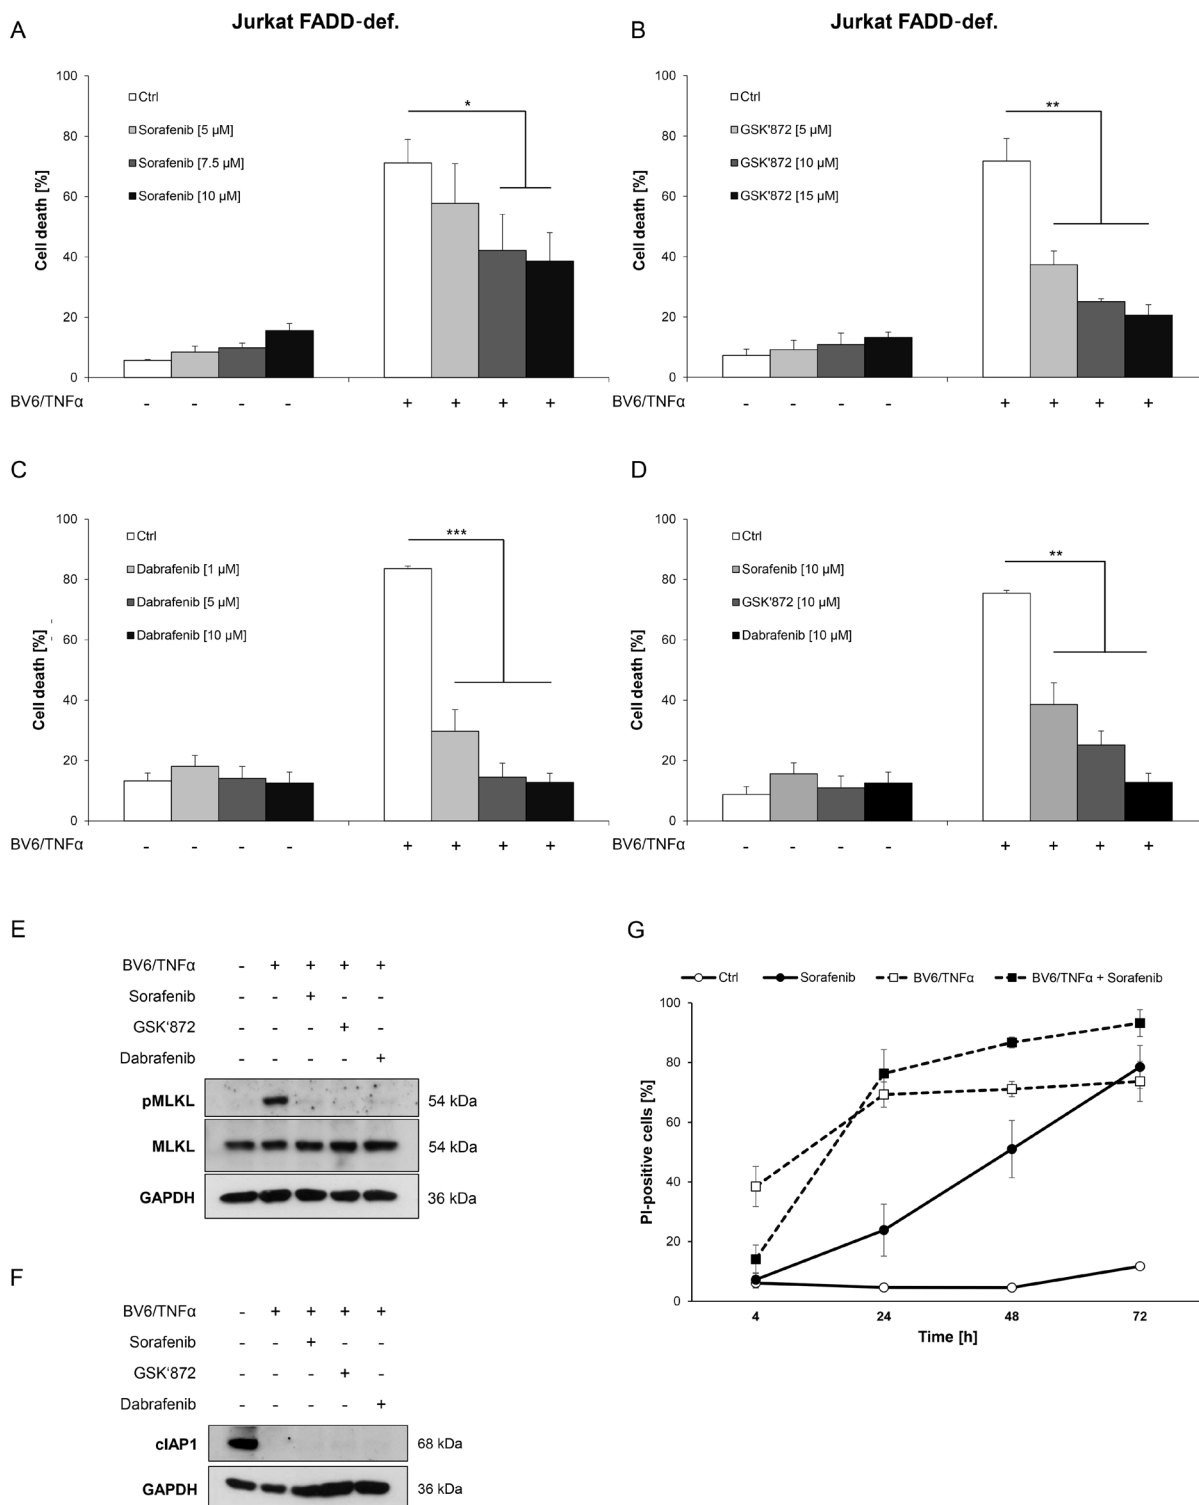 A
Jurkat FADD-def.
100
80
60
40
20
0
Cell death [%]
Ctrl
Sorafenib [5 µM]
Sorafenib [7.5 µM]
Sorafenib [10 µM]
*
BV6/TNFα - - - - + + + +
B
Jurkat FADD-def.
100
80
60
40
20
0
Cell death [%]
Ctrl
GSK'872 [5 µM]
GSK'872 [10 µM]
GSK'872 [15 µM]
**
BV6/TNFα - - - - + + + +
C
100
80
60
40
20
0
Cell death [%]
Ctrl
Dabrafenib [1 µM]
Dabrafenib [5 µM]
Dabrafenib [10 µM]
***
BV6/TNFα - - - - + + + +
D
100
80
60
40
20
0
Cell death [%]
Ctrl
Sorafenib [10 µM]
GSK'872 [10 µM]
Dabrafenib [10 µM]
**
BV6/TNFα - - - - + + + +
E
BV6/TNFα - + + + +
Sorafenib - - + - -
GSK'872 - - - + -
Dabrafenib - - - - +
pMLKL 54 kDa
MLKL 54 kDa
GAPDH 36 kDa
F
BV6/TNFα - + + + +
Sorafenib - - + - -
GSK'872 - - - + -
Dabrafenib - - - - +
cIAP1 68 kDa
GAPDH 36 kDa
G
Ctrl Sorafenib BV6/TNFα BV6/TNFα + Sorafenib
100
80
60
40
20
0
PI-positive cells [%]
4 24 48 72
Time [h]